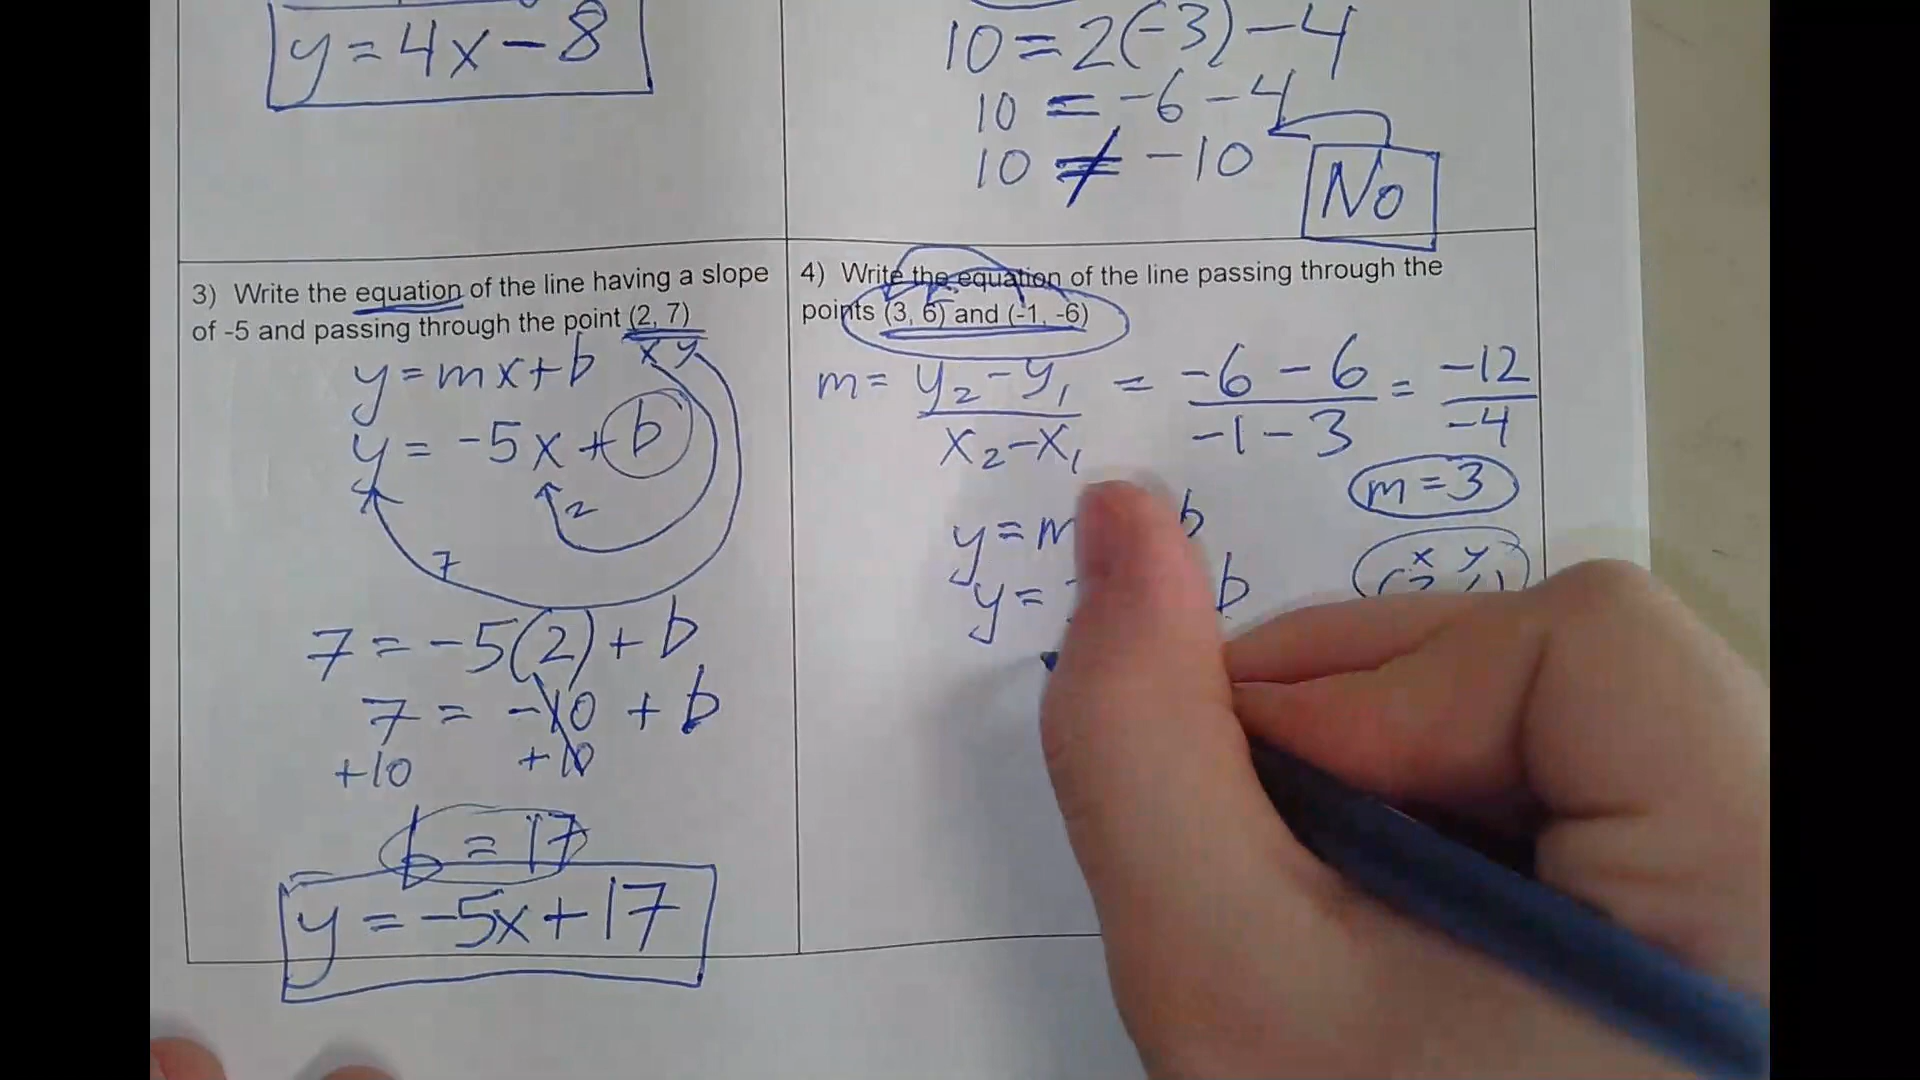 y = 4x - 8
10 = 2(-3) - 4
10 = -6 - 4
10 ≠ -10
No
3) Write the equation of the line having a slope
of -5 and passing through the point (2, 7)
x y
y = mx + b
y = -5x + b
2
7
7 = -5(2) + b
7 = -10 + b
+10 +10
b = 17
y = -5x + 17
4) Write the equation of the line passing through the
points (3, 6) and (-1, -6)
m = y₂ - y₁ / x₂ - x₁ = -6 - 6 / -1 - 3 = -12 / -4
m = 3
y = m b
x y
y = b